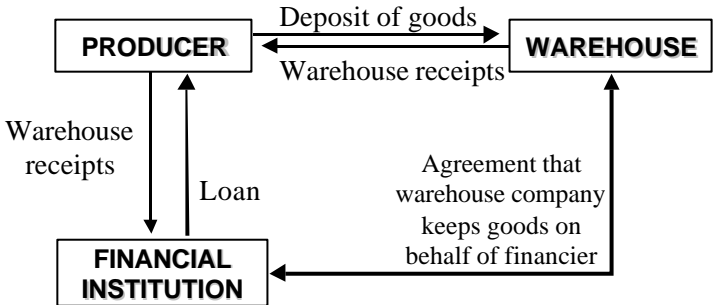 Deposit of goods
PRODUCER
WAREHOUSE
Warehouse receipts
Warehouse
receipts
Loan
Agreement that
warehouse company
keeps goods on
behalf of financier
FINANCIAL
INSTITUTION